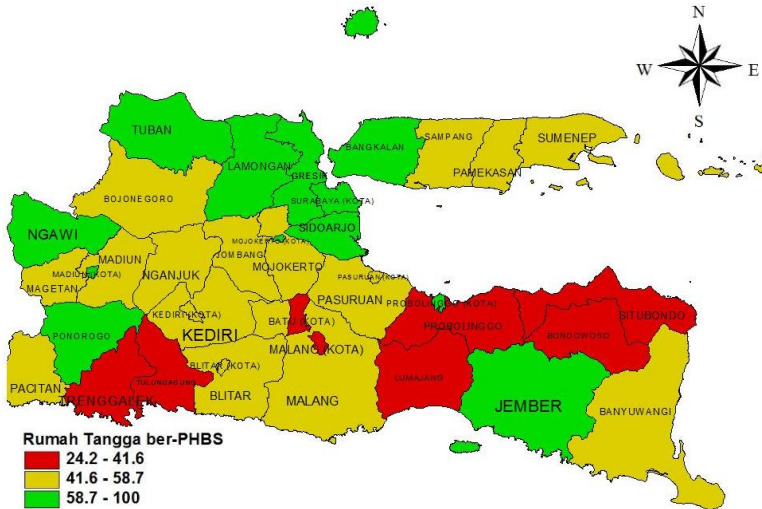 N
W E
S
TUBAN
LAMONGAN
GRESIK
BANGKALAN
SAMPANG
PAMEKASAN
SUMENEP
BOJONEGORO
SURABAYA (KOTA)
SIDOARJO
NGAWI
MADIUN
MADIUN (KOTA)
MAGETAN
NGANJUK
JOMBANG
MOJOKERTO (KOTA)
MOJOKERTO
PASURUAN (KOTA)
PASURUAN
PONOROGO
KEDIRI (KOTA)
KEDIRI
BATU (KOTA)
MALANG (KOTA)
PROBOLINGGO (KOTA)
PROBOLINGGO
SITUBONDO
BONDOWOSO
PACITAN
TRENGGALEK
TULUNGAGUNG
BLITAR (KOTA)
BLITAR
MALANG
LUMAJANG
JEMBER
BANYUWANGI
Rumah Tangga ber-PHBS
24.2 - 41.6
41.6 - 58.7
58.7 - 100